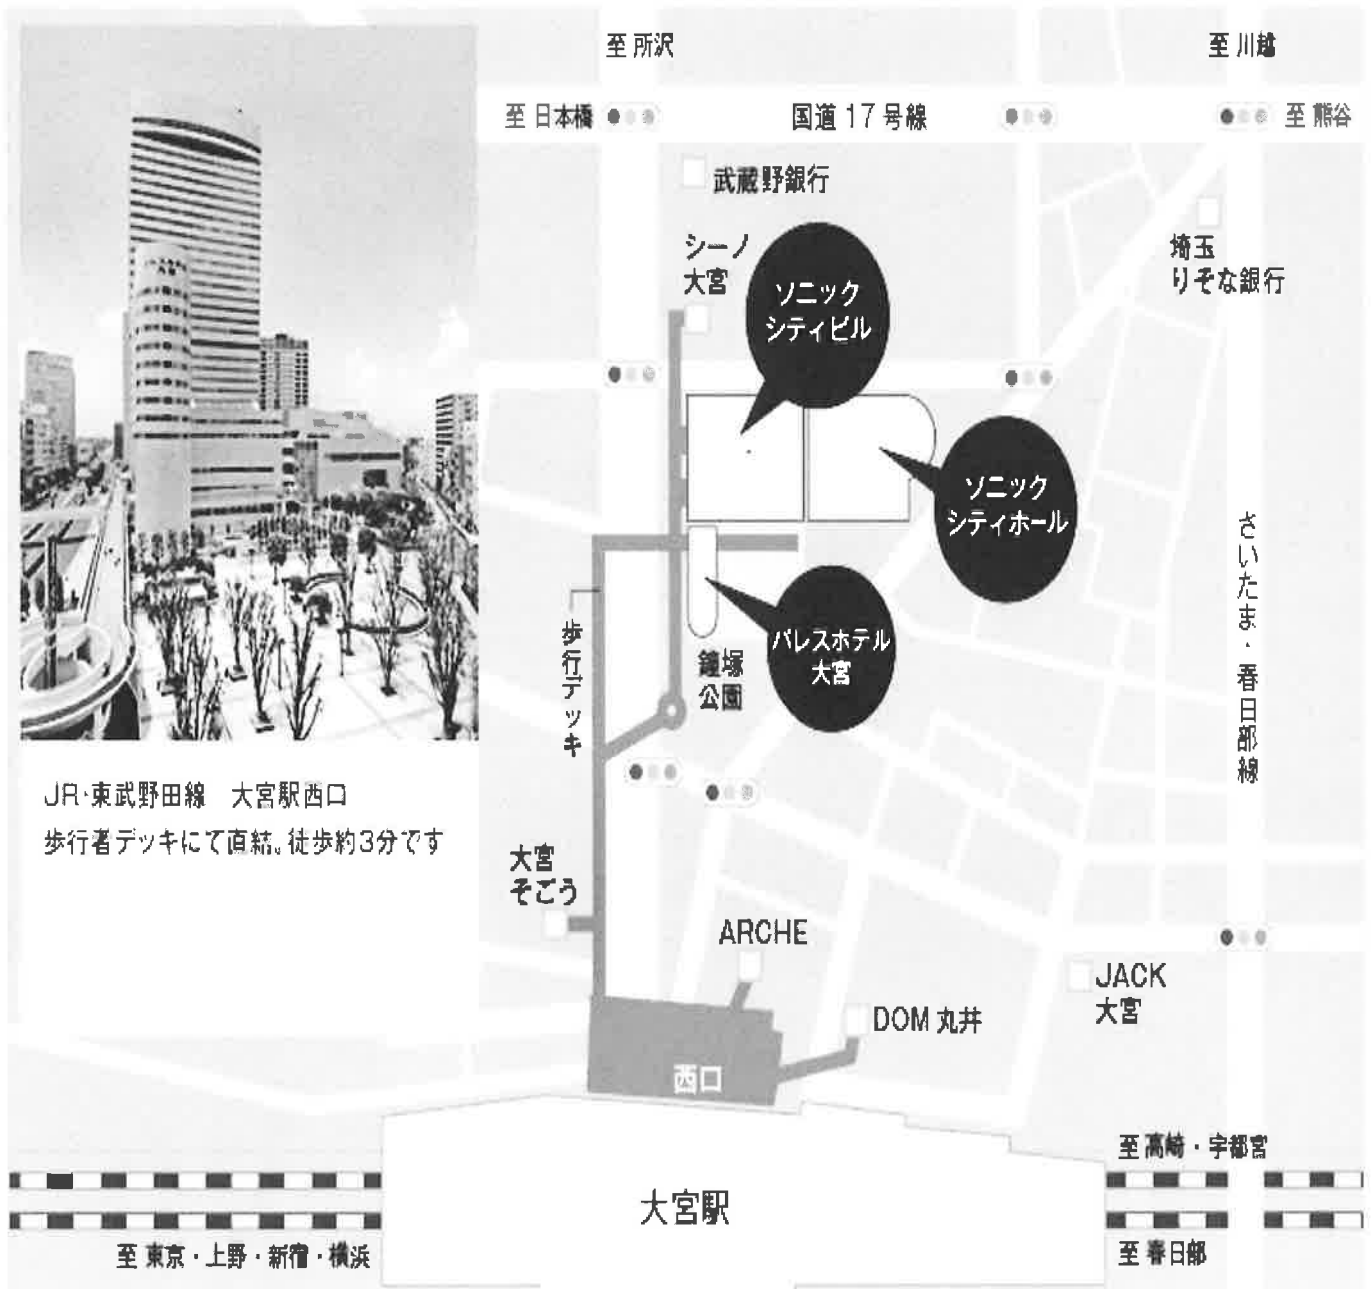 至 所沢
至 川越
至 日本橋
国道 17 号線
至 熊谷
武蔵野銀行
シーノ
大宮
埼玉
りそな銀行
ソニック
シティビル
ソニック
シティホール
パレスホテル
大宮
鐘塚
公園
歩行デッキ
さいたま・春日部線
JR・東武野田線　大宮駅西口
歩行者デッキにて直結。徒歩約3分です
大宮
そごう
ARCHE
JACK
大宮
DOM 丸井
西口
至 高崎・宇都宮
大宮駅
至 東京・上野・新宿・横浜
至 春日部